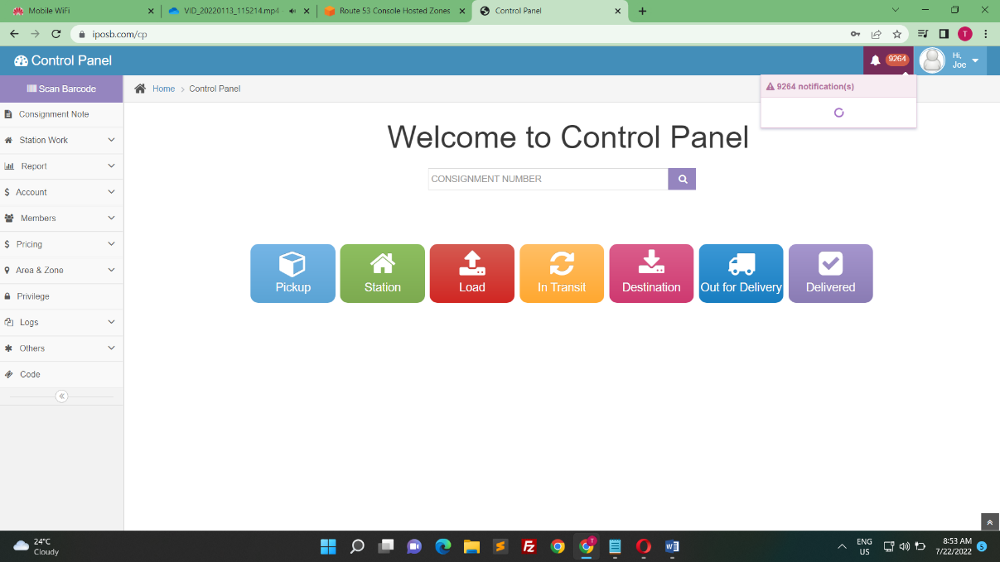 Mobile WiFi
VID_20220113_115214.mp4
Route 53 Console Hosted Zones
Control Panel
iposb.com/cp
T
Control Panel
9264
Hi,
Joe
Scan Barcode
Home > Control Panel
9264 notification(s)
Consignment Note
Station Work
Report
Account
Members
Pricing
Area & Zone
Privilege
Logs
Others
Code
Welcome to Control Panel
CONSIGNMENT NUMBER
Pickup
Station
Load
In Transit
Destination
Out for Delivery
Delivered
24°C
Cloudy
ENG
US
8:53 AM
7/22/2022
5